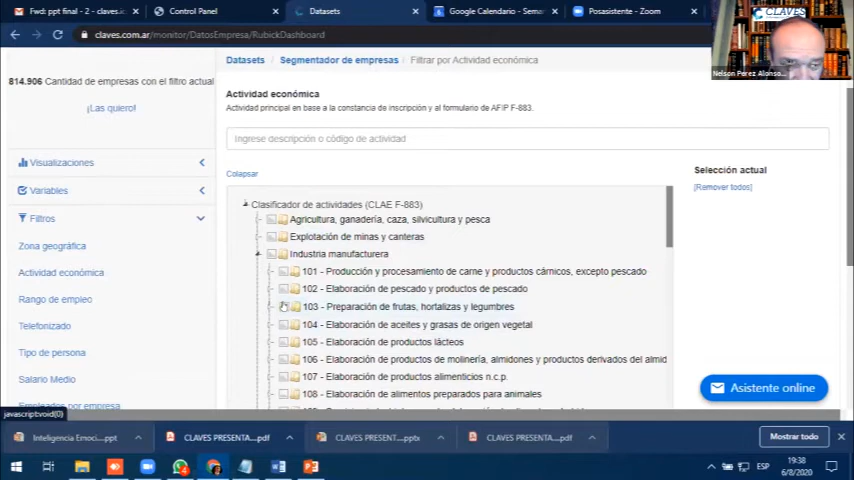 Fwd: ppt final - 2 - claves.ic
Control Panel
Datasets
Google Calendario - Semar
Posasistente - Zoom
claves.com.ar/monitor/DatosEmpresa/RubickDashboard
CLAVES
Nelson Perez Alonso
814.906 Cantidad de empresas con el filtro actual
¡Las quiero!
Visualizaciones
Variables
Filtros
Zona geográfica
Actividad económica
Rango de empleo
Telefonizado
Tipo de persona
Salario Medio
Empleados por empresa
javascript:void(0)
Datasets
Segmentador de empresas
Filtrar por Actividad económica
Actividad económica
Actividad principal en base a la constancia de inscripción y el formulario de AFIP F-883.
Ingrese descripción o código de actividad
Colapsar
Clasificador de actividades (CLAE F-883)
Agricultura, ganadería, caza, silvicultura y pesca
Explotación de minas y canteras
Industria manufacturera
101 - Producción y procesamiento de carne y productos cárnicos, excepto pescado
102 - Elaboración de pescado y productos de pescado
103 - Preparación de frutas, hortalizas y legumbres
104 - Elaboración de aceites y grasas de origen vegetal
105 - Elaboración de productos lácteos
106 - Elaboración de productos de molinería, almidones y productos derivados del almid
107 - Elaboración de productos alimenticios n.c.p.
108 - Elaboración de alimentos preparados para animales
Selección actual
[Remover todos]
Asistente online
Inteligencia Emoci....ppt
CLAVES PRESENTA....pdf
CLAVES PRESENT....pptx
CLAVES PRESENTA....pdf
Mostrar todo
4
ESP
19:38
6/8/2020